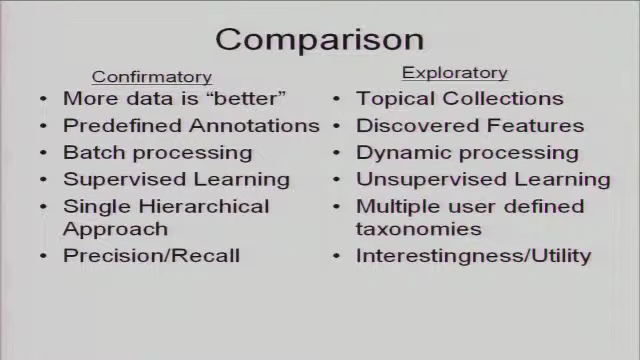 Comparison
Confirmatory
• More data is “better”
• Predefined Annotations
• Batch processing
• Supervised Learning
• Single Hierarchical
Approach
• Precision/Recall
Exploratory
• Topical Collections
• Discovered Features
• Dynamic processing
• Unsupervised Learning
• Multiple user defined
taxonomies
• Interestingness/Utility